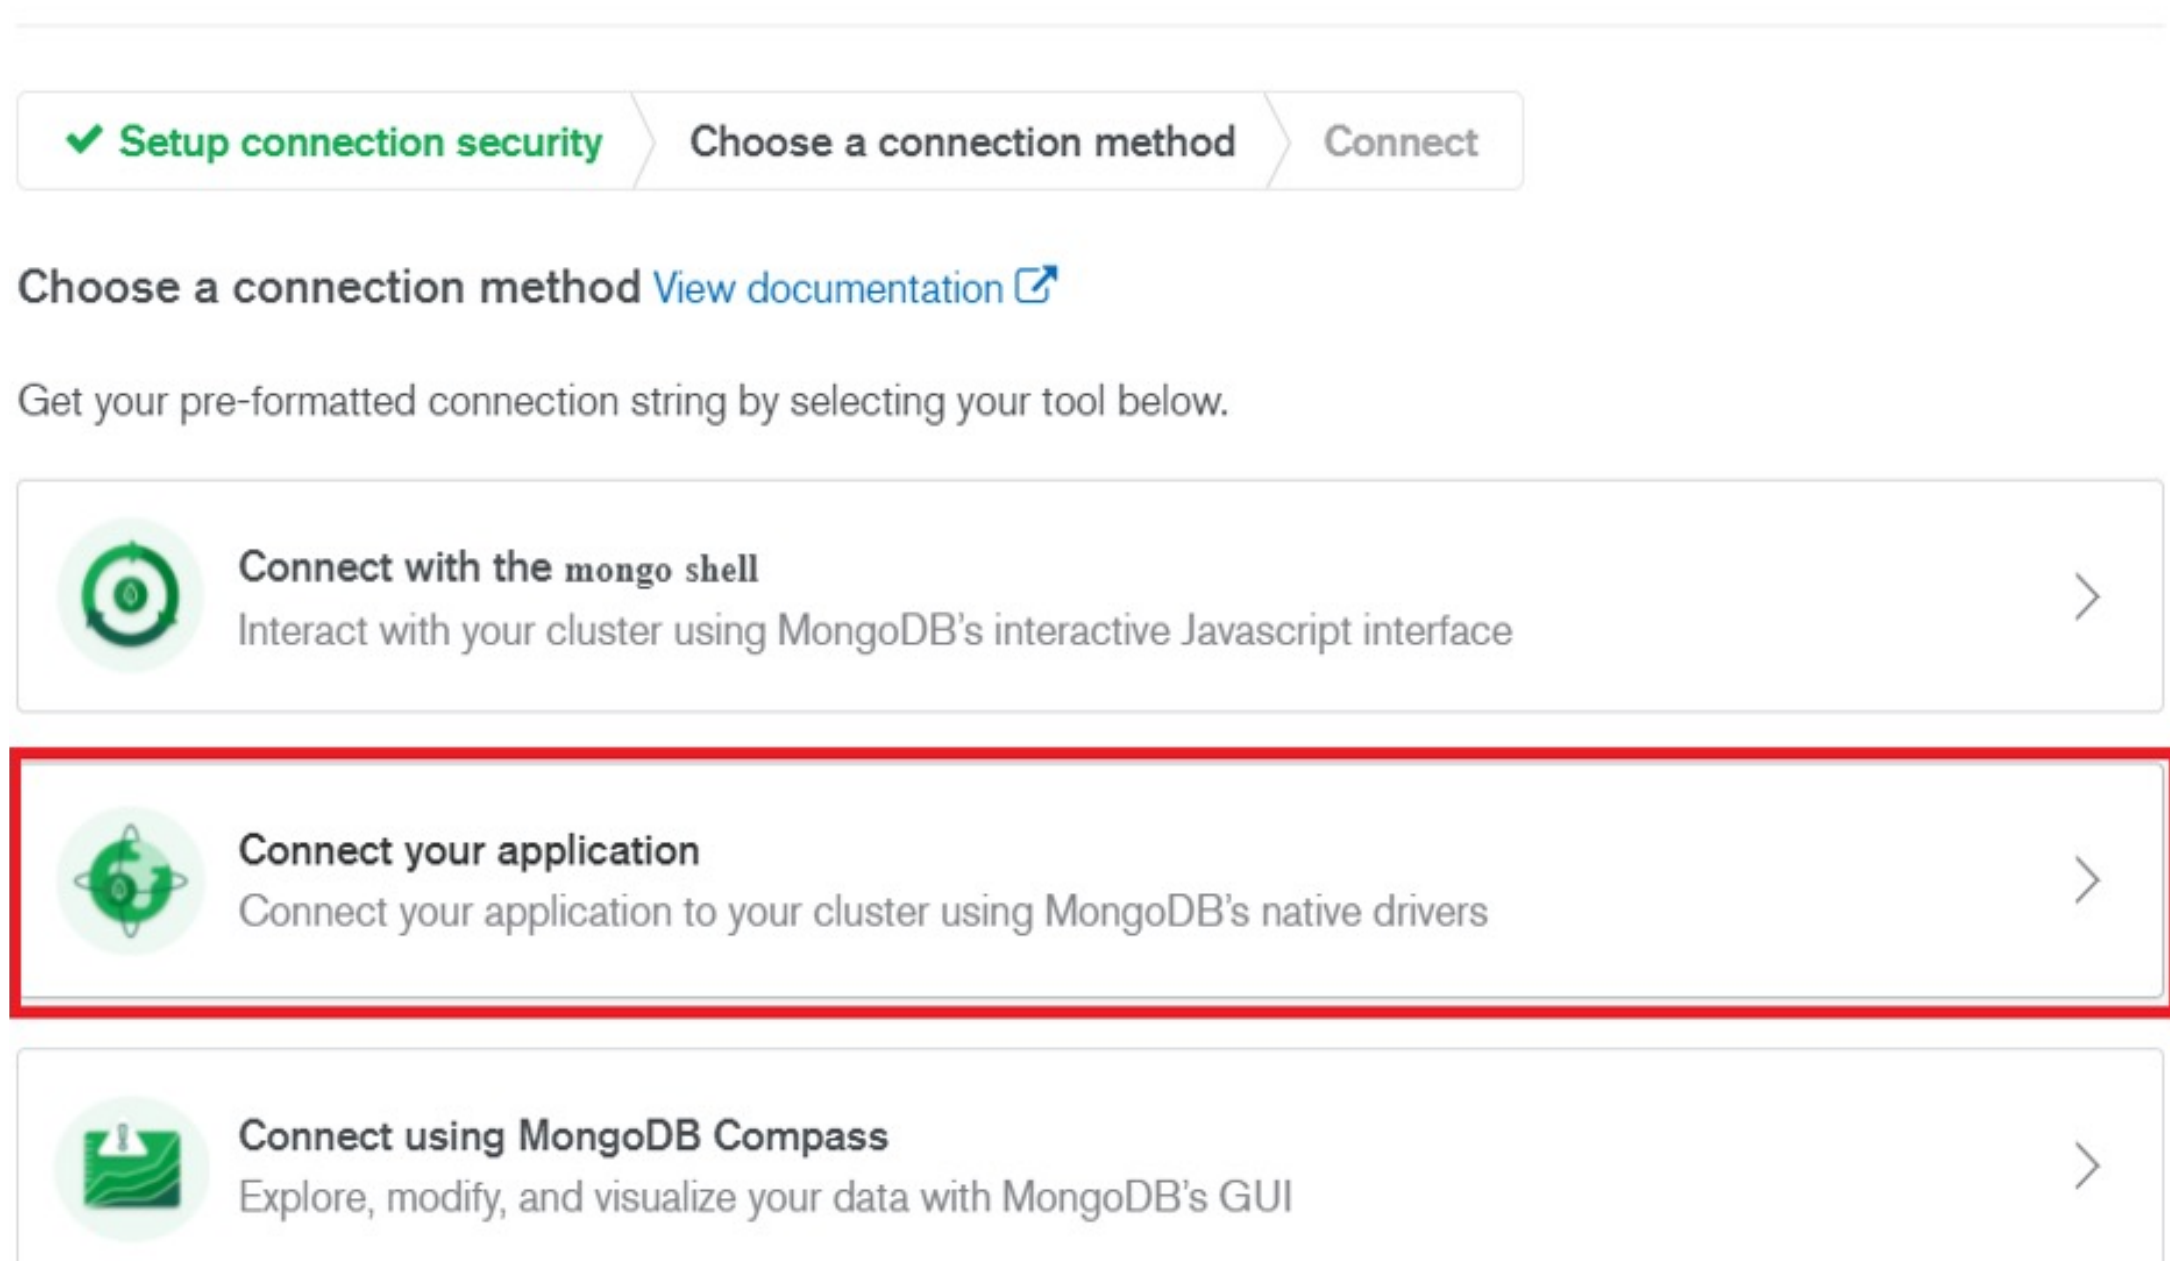 Setup connection security
Choose a connection method
Connect
Choose a connection method View documentation
Get your pre-formatted connection string by selecting your tool below.
Connect with the mongo shell
Interact with your cluster using MongoDB's interactive Javascript interface
Connect your application
Connect your application to your cluster using MongoDB's native drivers
Connect using MongoDB Compass
Explore, modify, and visualize your data with MongoDB's GUI